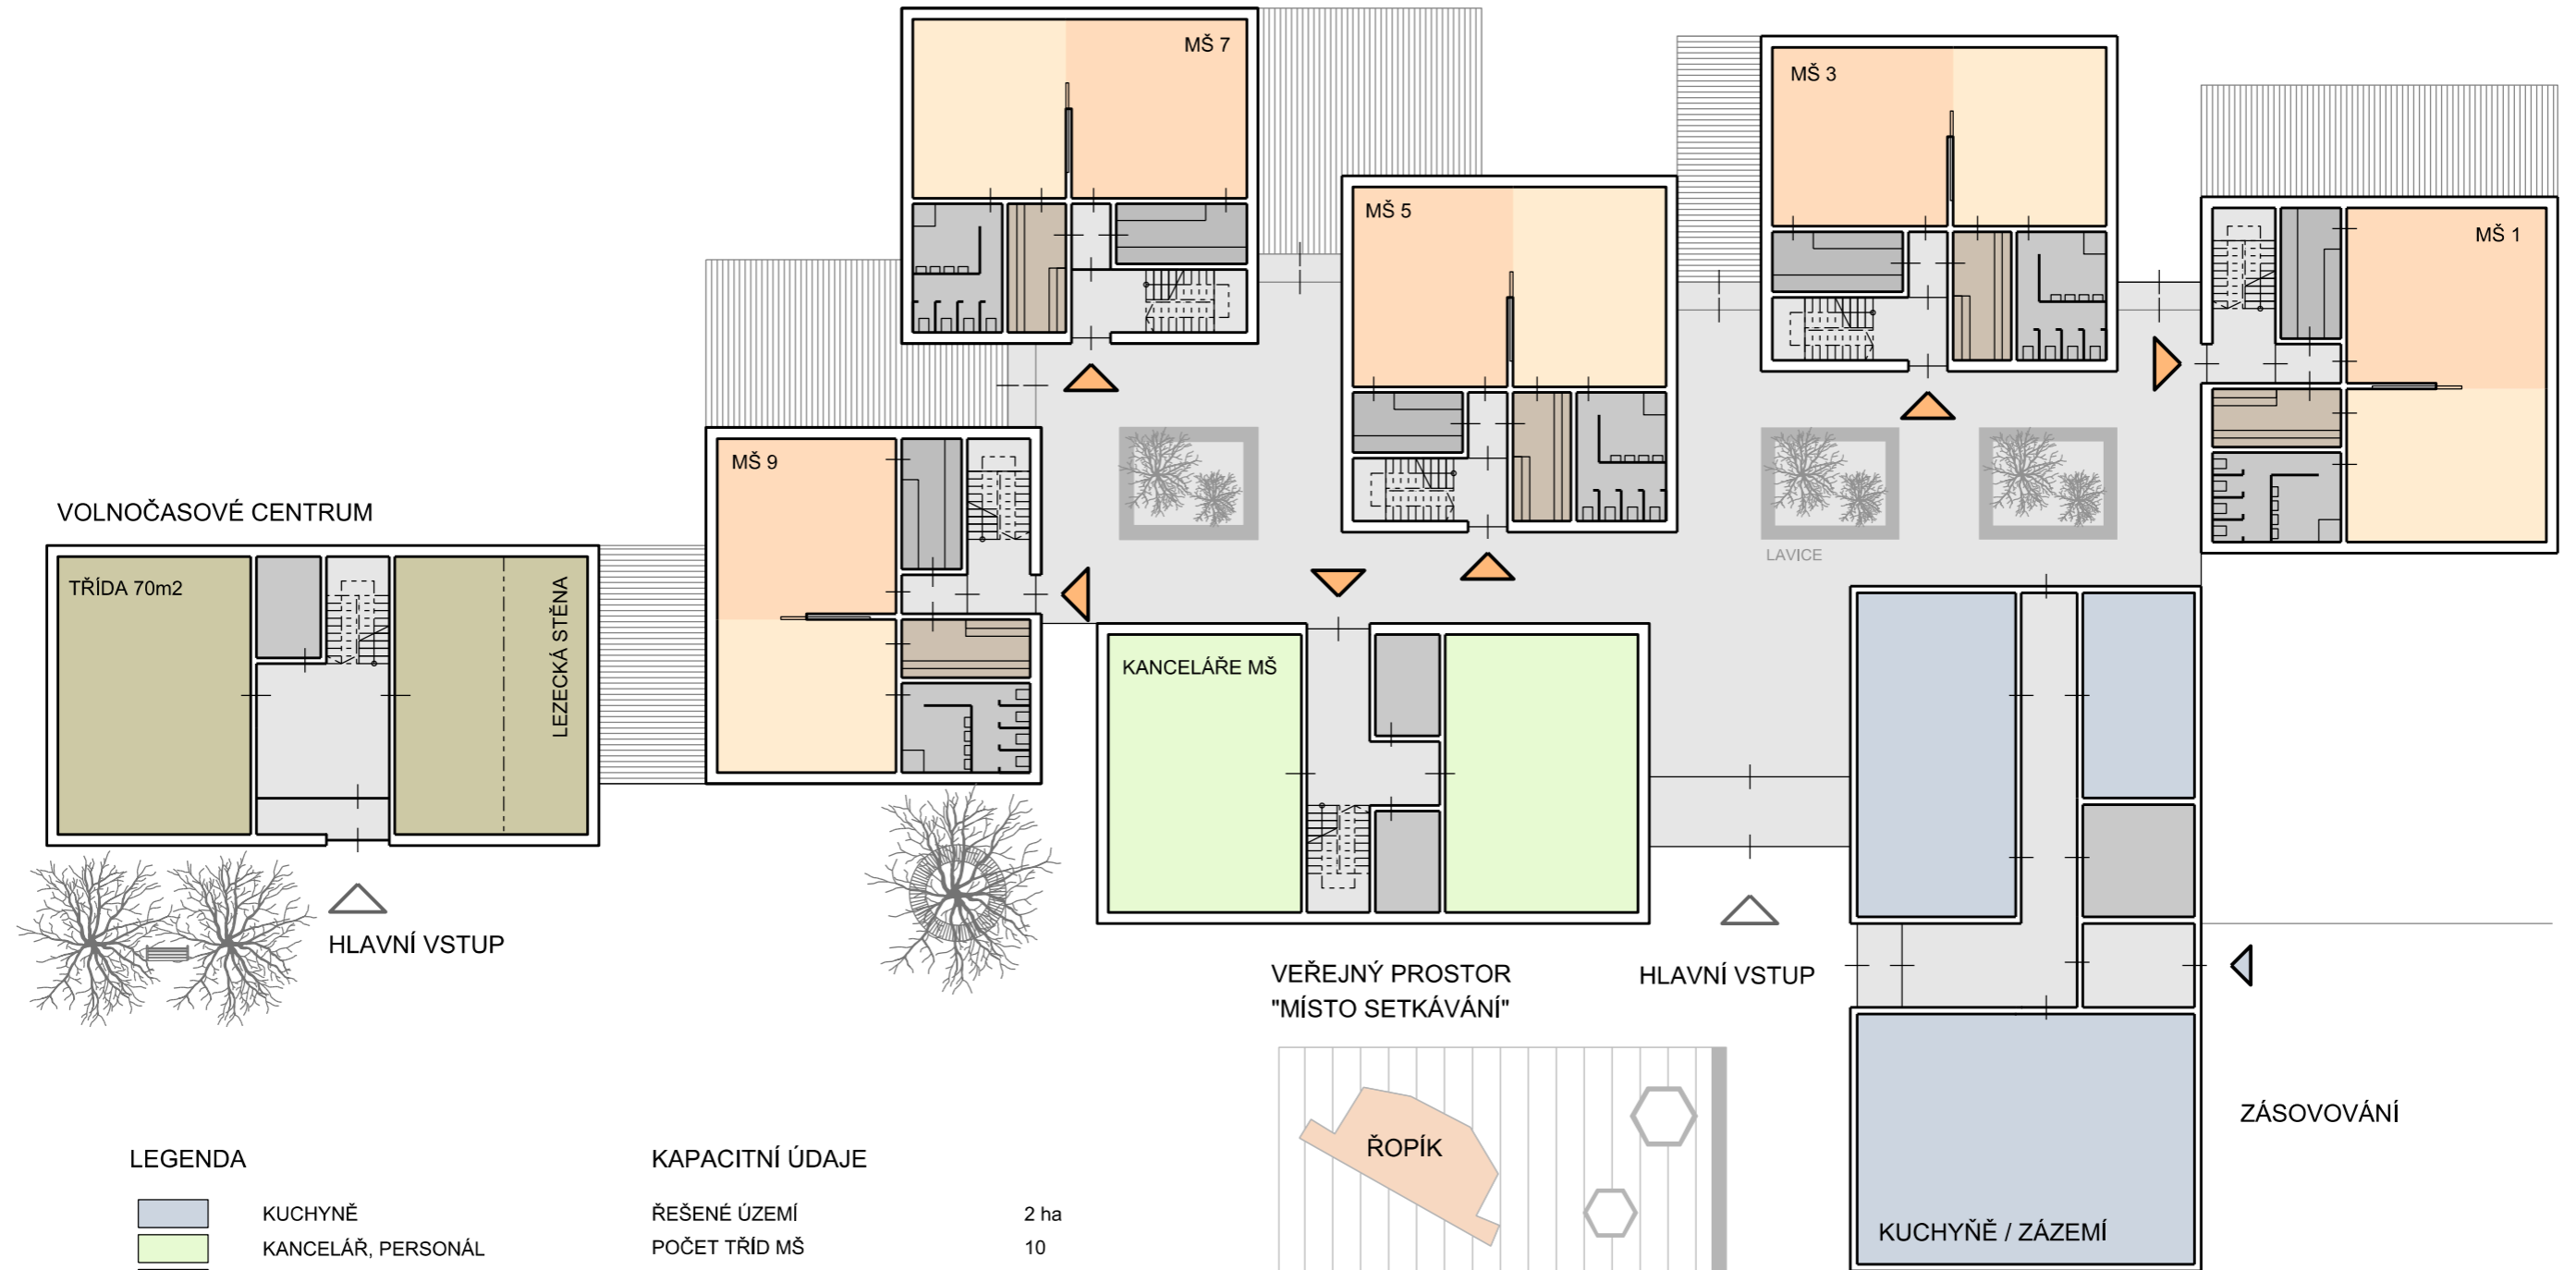 MŠ 7
MŠ 3
MŠ 5
MŠ 1
MŠ 9
LAVICE
VOLNOČASOVÉ CENTRUM
TŘÍDA 70m2
LEZECKÁ STĚNA
KANCELÁŘE MŠ
HLAVNÍ VSTUP
VEŘEJNÝ PROSTOR
"MÍSTO SETKÁVÁNÍ"
HLAVNÍ VSTUP
ZÁSOVOVÁNÍ
ŘOPÍK
KUCHYŇĚ / ZÁZEMÍ
LEGENDA
KUCHYNĚ
KANCELÁŘ, PERSONÁL
KAPACITNÍ ÚDAJE
ŘEŠENÉ ÚZEMÍ 2 ha
POČET TŘÍD MŠ 10